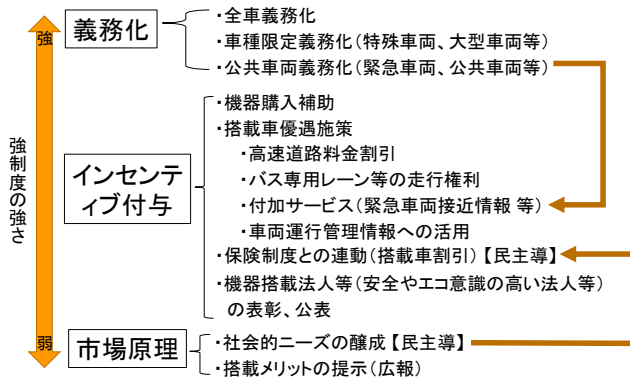 強
強制度の強さ
弱
義務化
・全車義務化
・車種限定義務化(特殊車両、大型車両等)
・公共車両義務化(緊急車両、公共車両等)
インセンテ
ィブ付与
・機器購入補助
・搭載車優遇施策
・高速道路料金割引
・バス専用レーン等の走行権利
・付加サービス(緊急車両接近情報 等)
・車両運行管理情報への活用
・保険制度との連動(搭載車割引)【民主導】
・機器搭載法人等(安全やエコ意識の高い法人等)
の表彰、公表
市場原理
・社会的ニーズの醸成【民主導】
・搭載メリットの提示(広報)